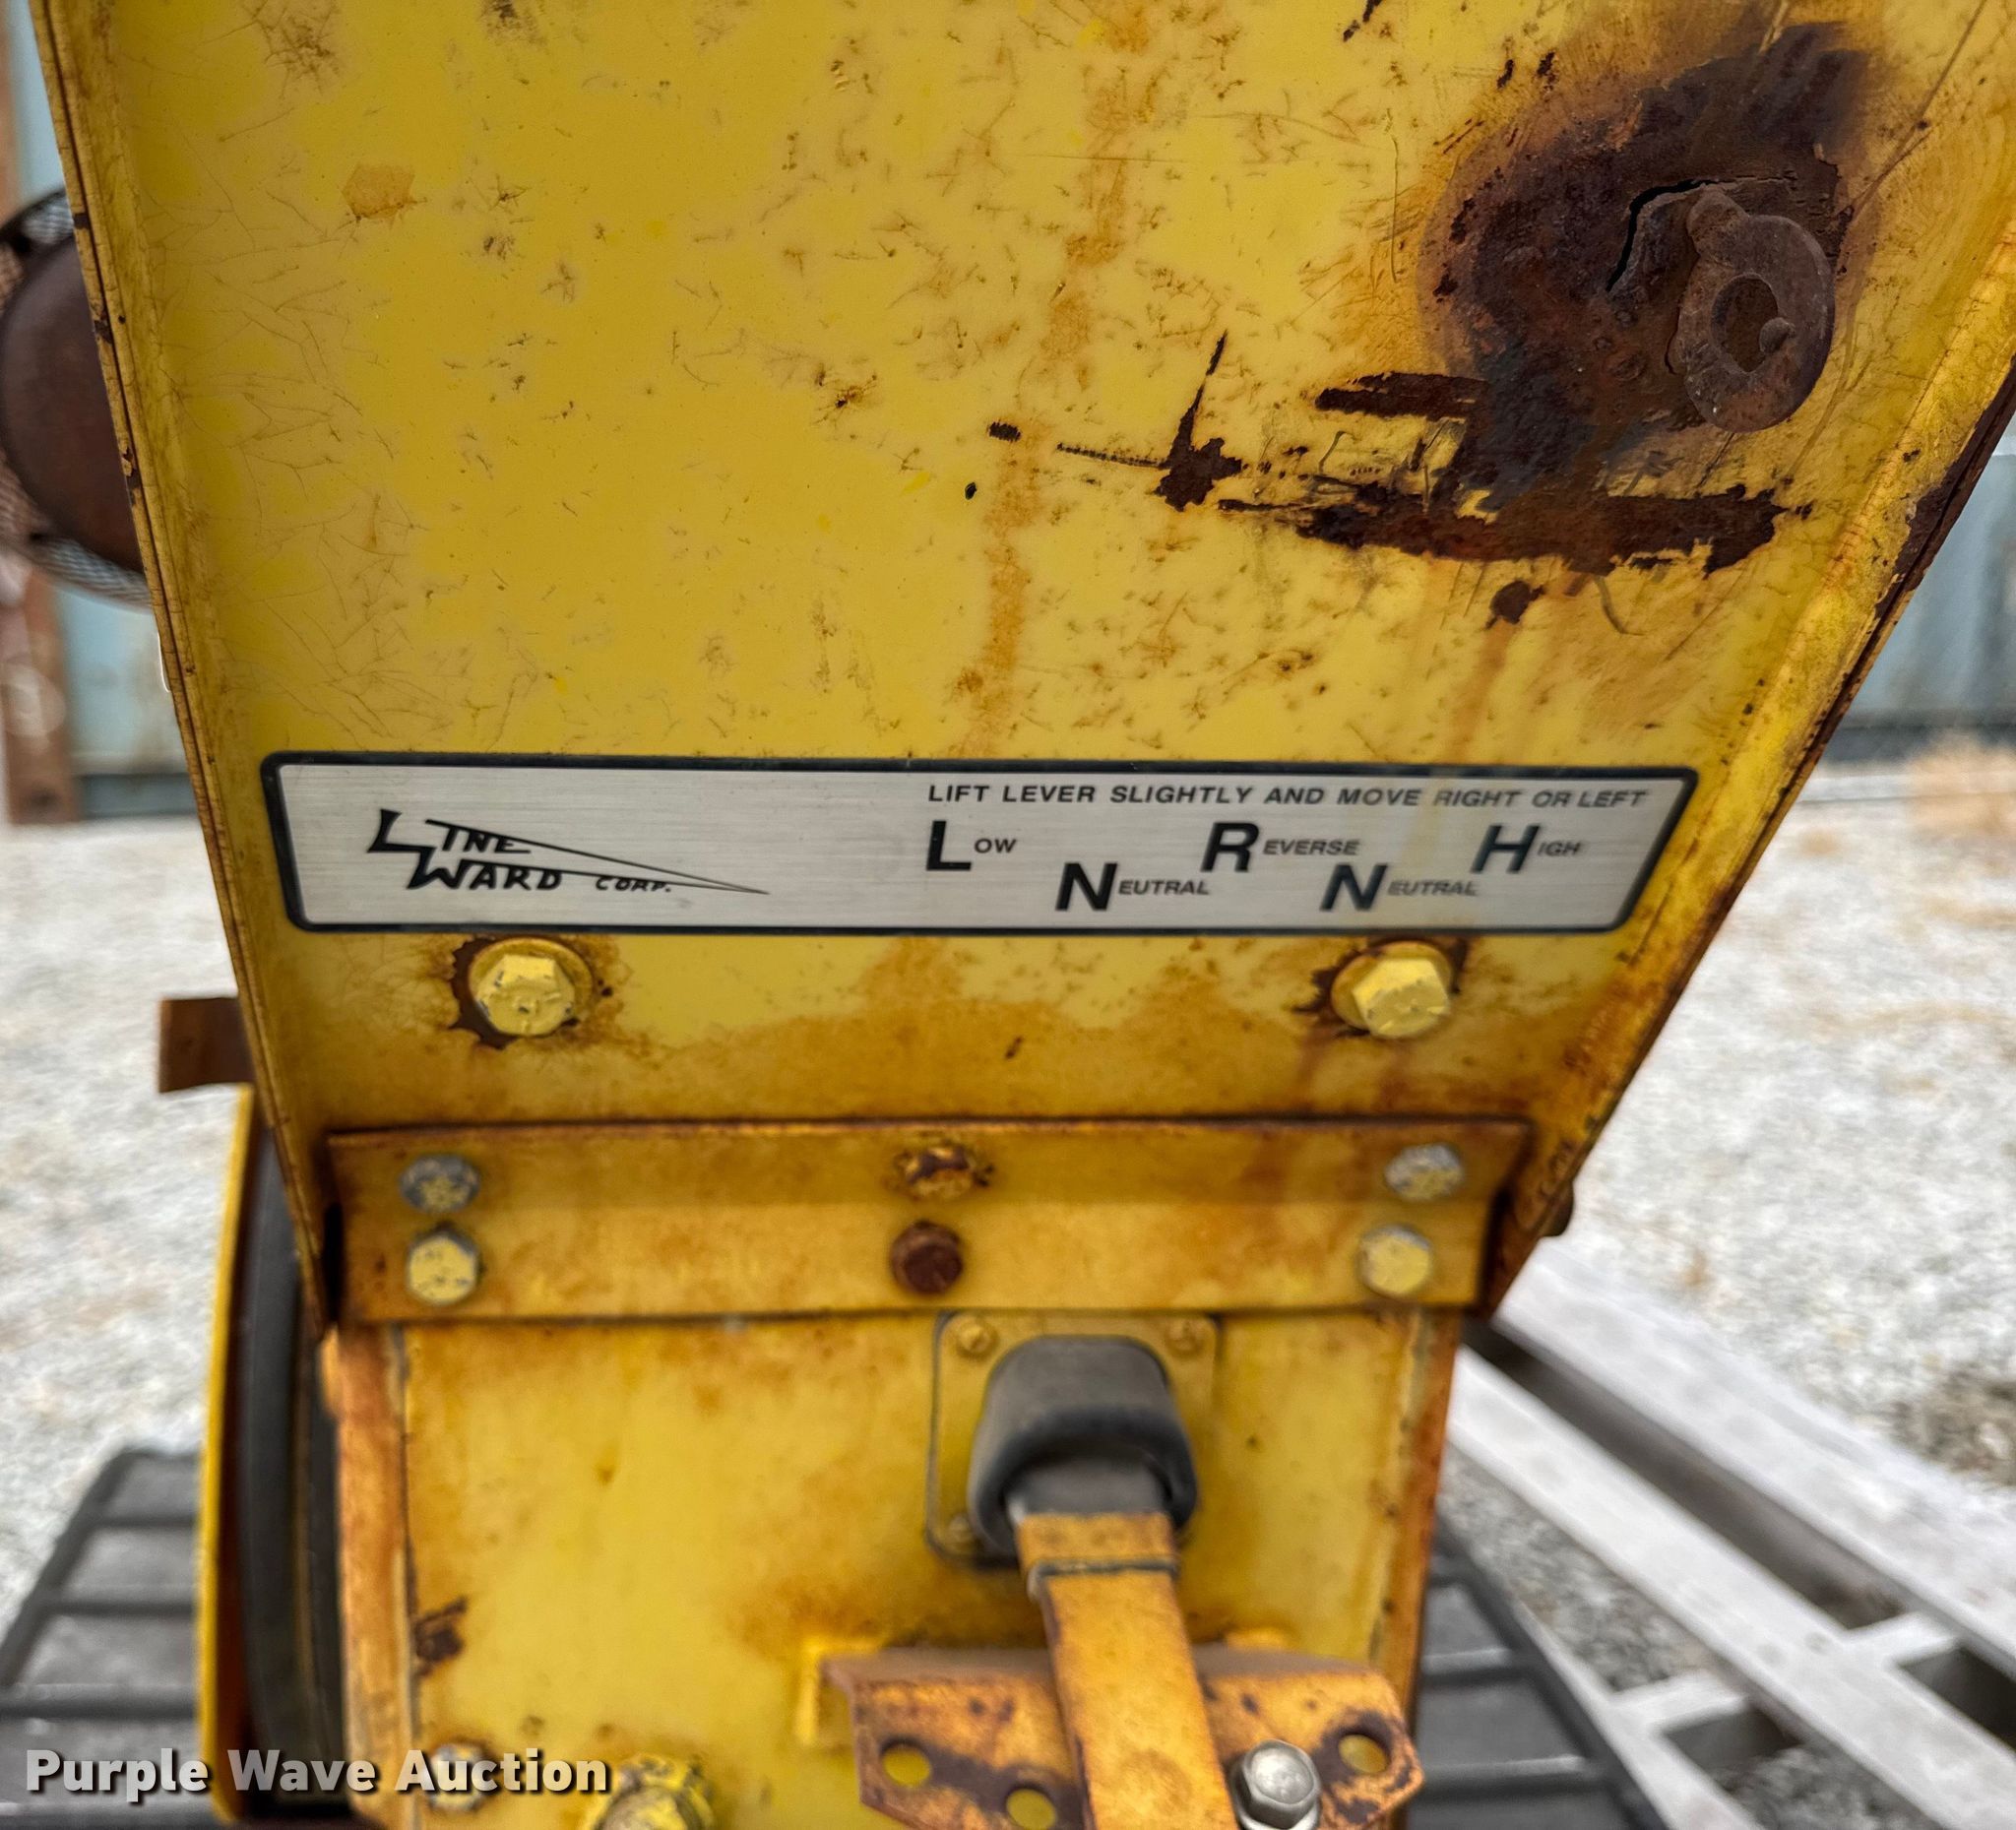 LINE
WARD CORP.
LIFT LEVER SLIGHTLY AND MOVE RIGHT OR LEFT
LOW REVERSE HIGH
NEUTRAL NEUTRAL
Purple Wave Auction